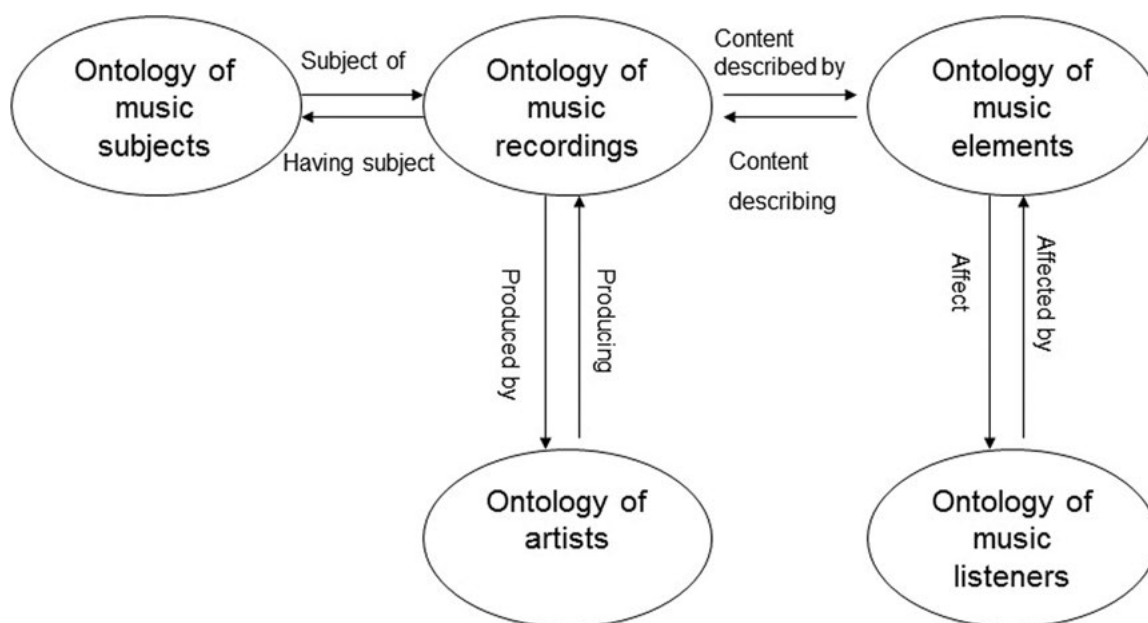 Ontology of
music
subjects
Subject of
Having subject
Ontology of
music
recordings
Content
described by
Content
describing
Ontology of
music
elements
Produced by
Producing
Affect
Affected by
Ontology of
artists
Ontology of
music
listeners